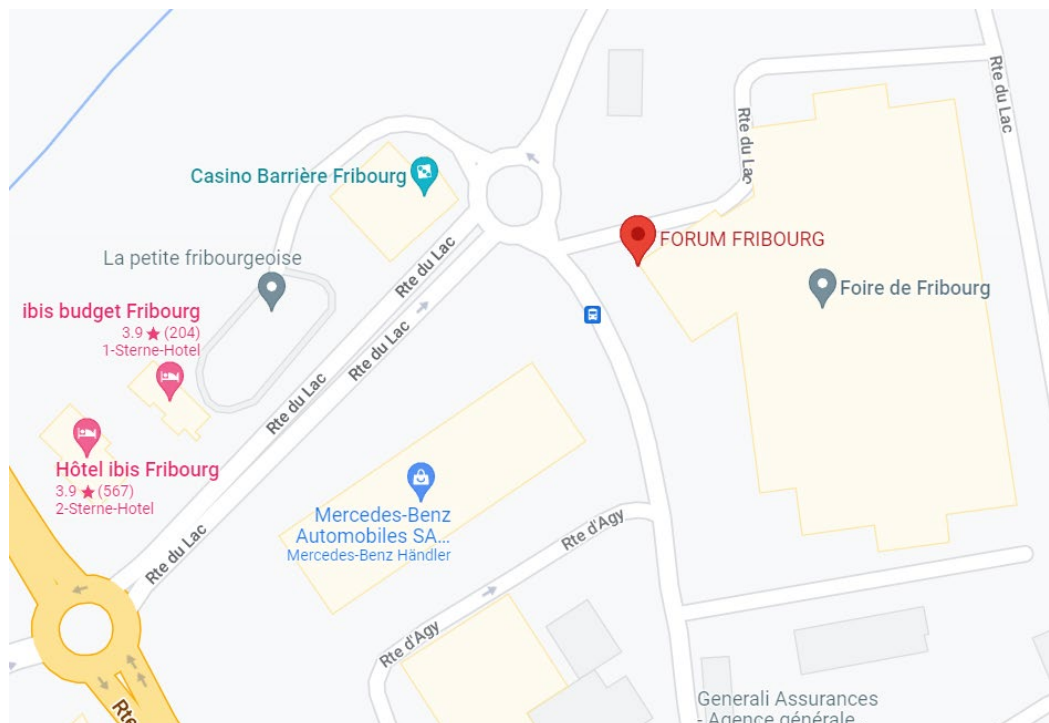 Casino Barrière Fribourg
La petite fribourgeoise
ibis budget Fribourg
3.9 ★ (204)
1-Sterne-Hotel
Hôtel ibis Fribourg
3.9 ★ (567)
2-Sterne-Hotel
Rte du Lac
Rte du Lac
Rte du Lac
Rte du Lac
Rte du Lac
Rte du Lac
FORUM FRIBOURG
Foire de Fribourg
Mercedes-Benz
Automobiles SA...
Mercedes-Benz Händler
Rte d'Agy
Rte d'Agy
Generali Assurances
- Agence générale
Rte